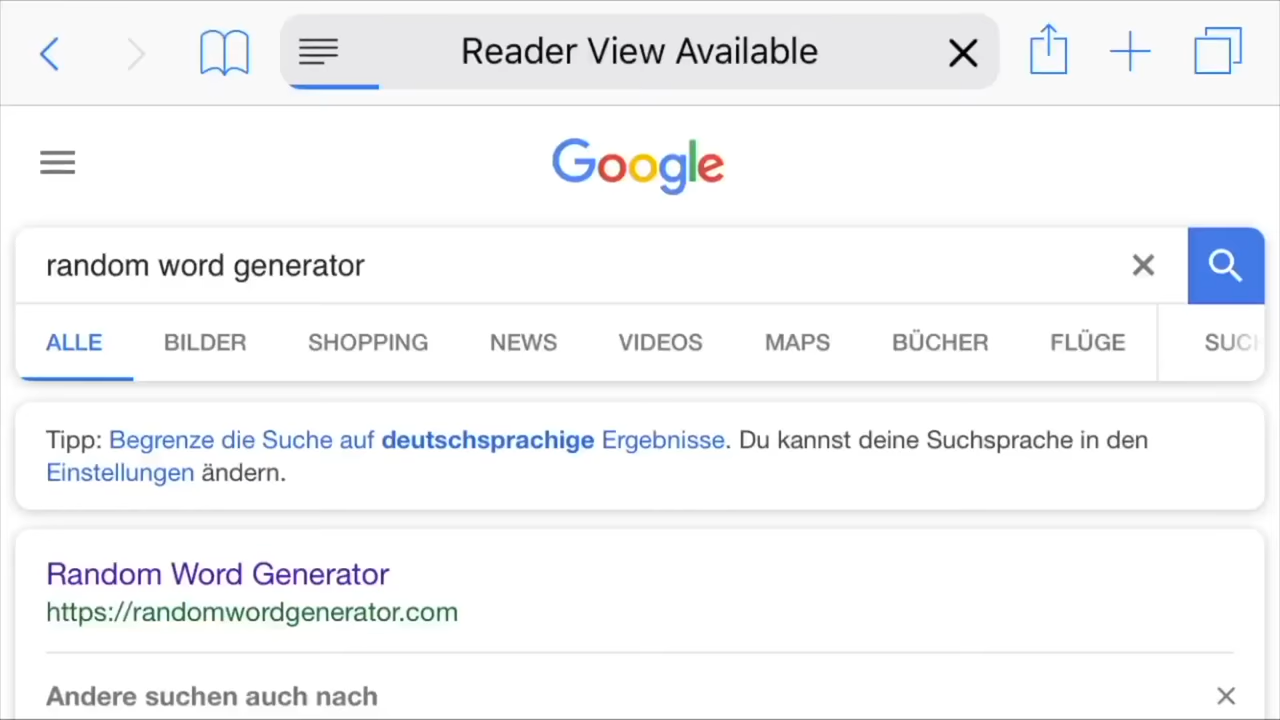 Reader View Available
Google
random word generator
ALLE BILDER SHOPPING NEWS VIDEOS MAPS BÜCHER FLÜGE SUCH
Tipp: Begrenze die Suche auf deutschsprachige Ergebnisse. Du kannst deine Suchsprache in den
Einstellungen ändern.
Random Word Generator
https://randomwordgenerator.com
Andere suchen auch nach